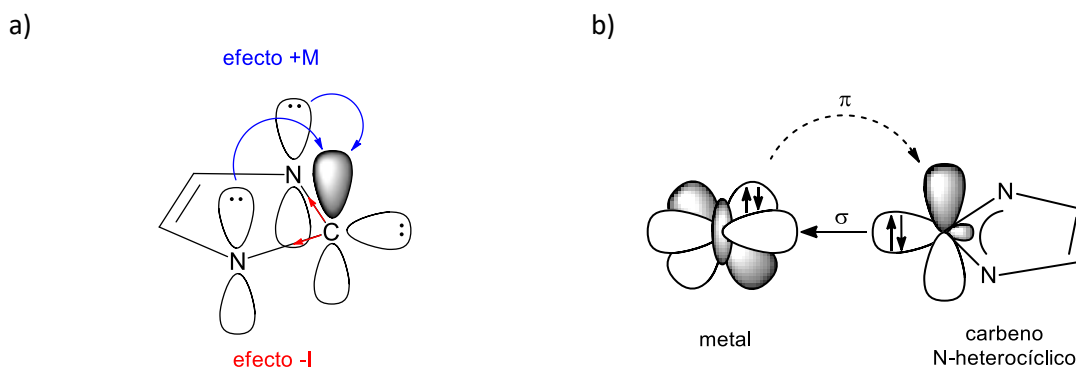 a)
efecto +M
N
C
N
efecto -I
b)
π
σ
N
N
metal
carbeno
N-heterocíclico